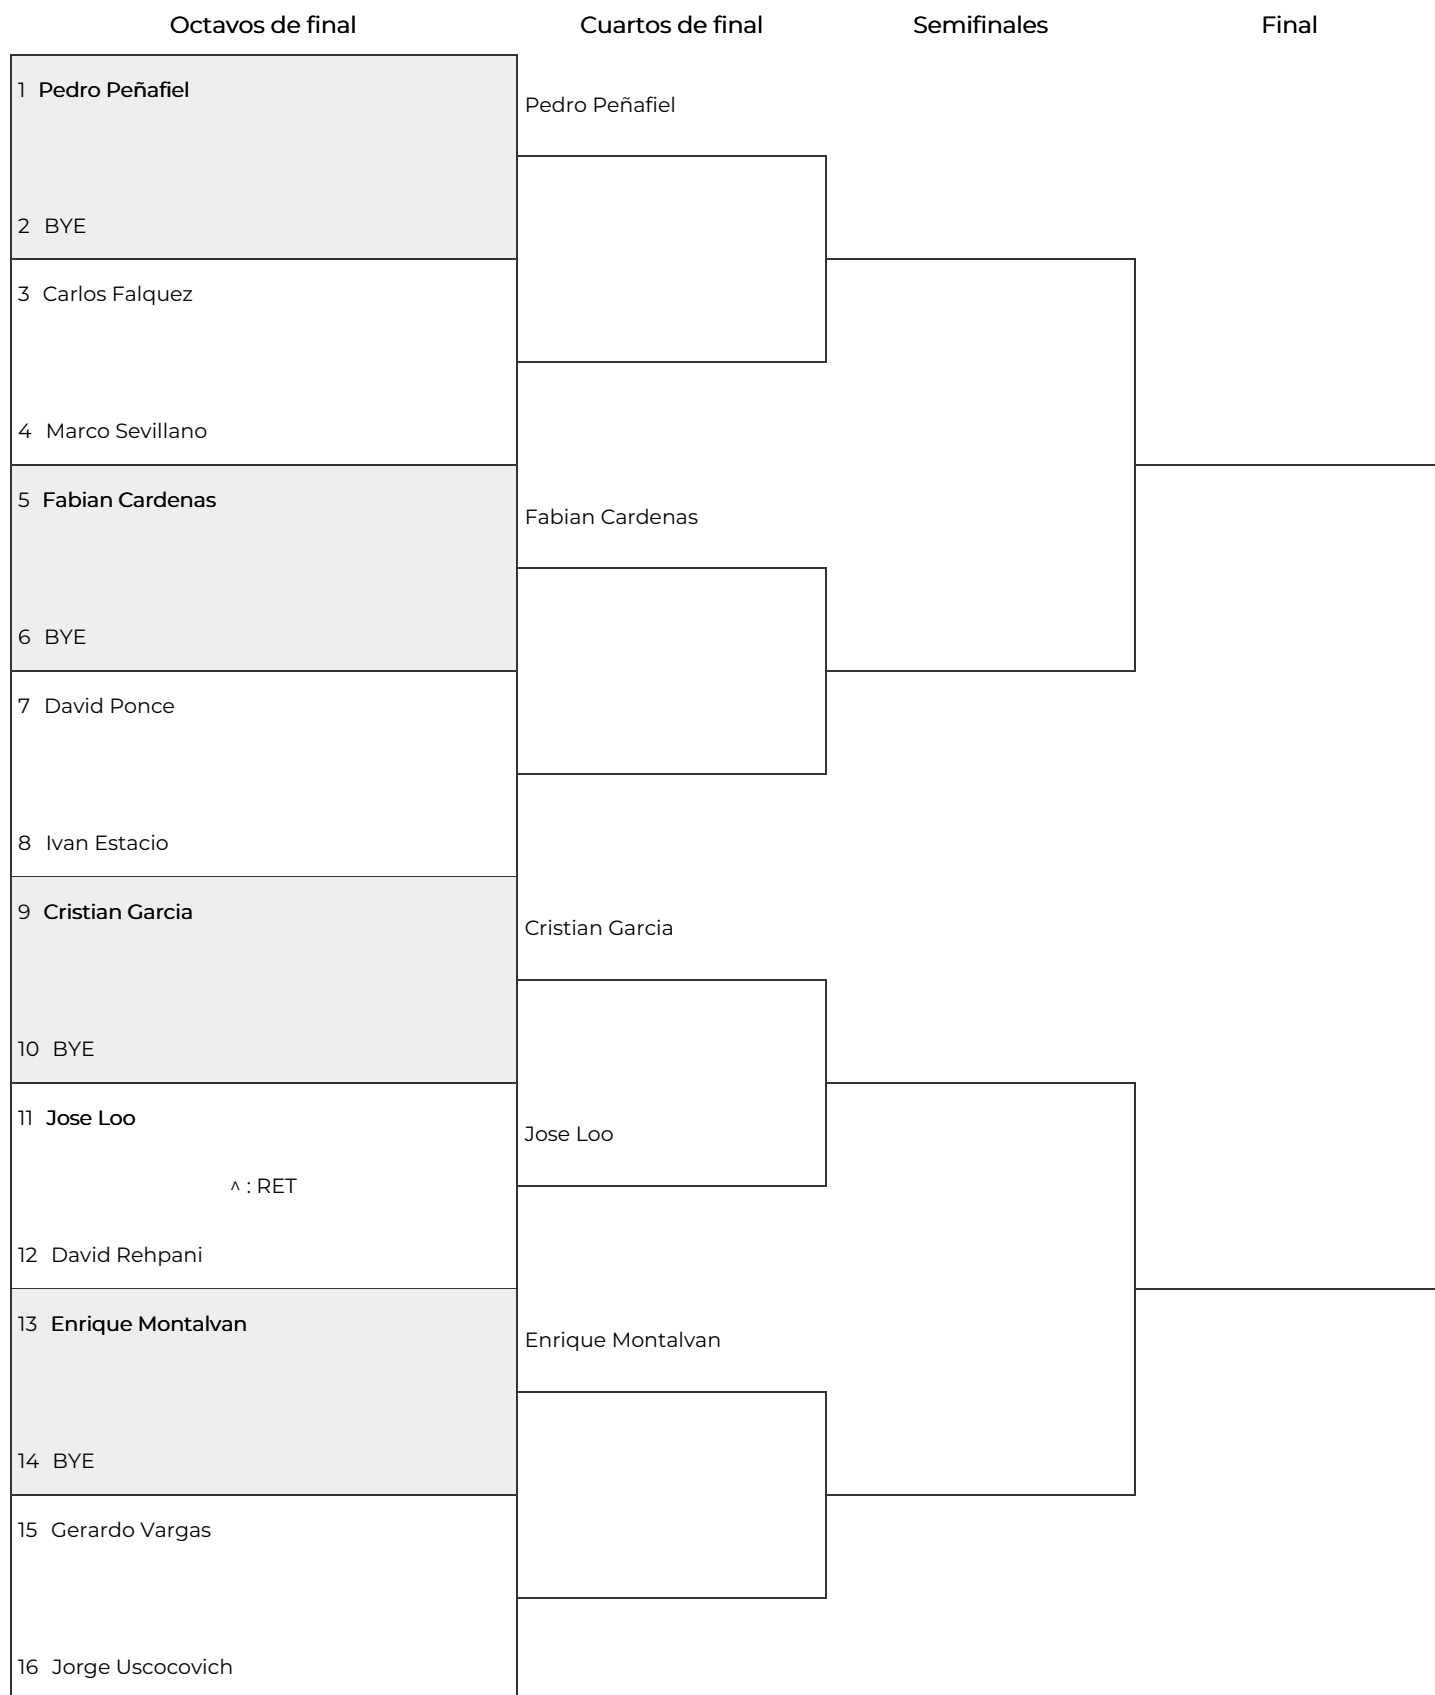 Octavos de final
Cuartos de final
Semifinales
Final
1 Pedro Peñafiel
Pedro Peñafiel
2 BYE
3 Carlos Falquez
4 Marco Sevillano
5 Fabian Cardenas
Fabian Cardenas
6 BYE
7 David Ponce
8 Ivan Estacio
9 Cristian Garcia
Cristian Garcia
10 BYE
11 Jose Loo
Jose Loo
^ : RET
12 David Rehpani
13 Enrique Montalvan
Enrique Montalvan
14 BYE
15 Gerardo Vargas
16 Jorge Uscocovich